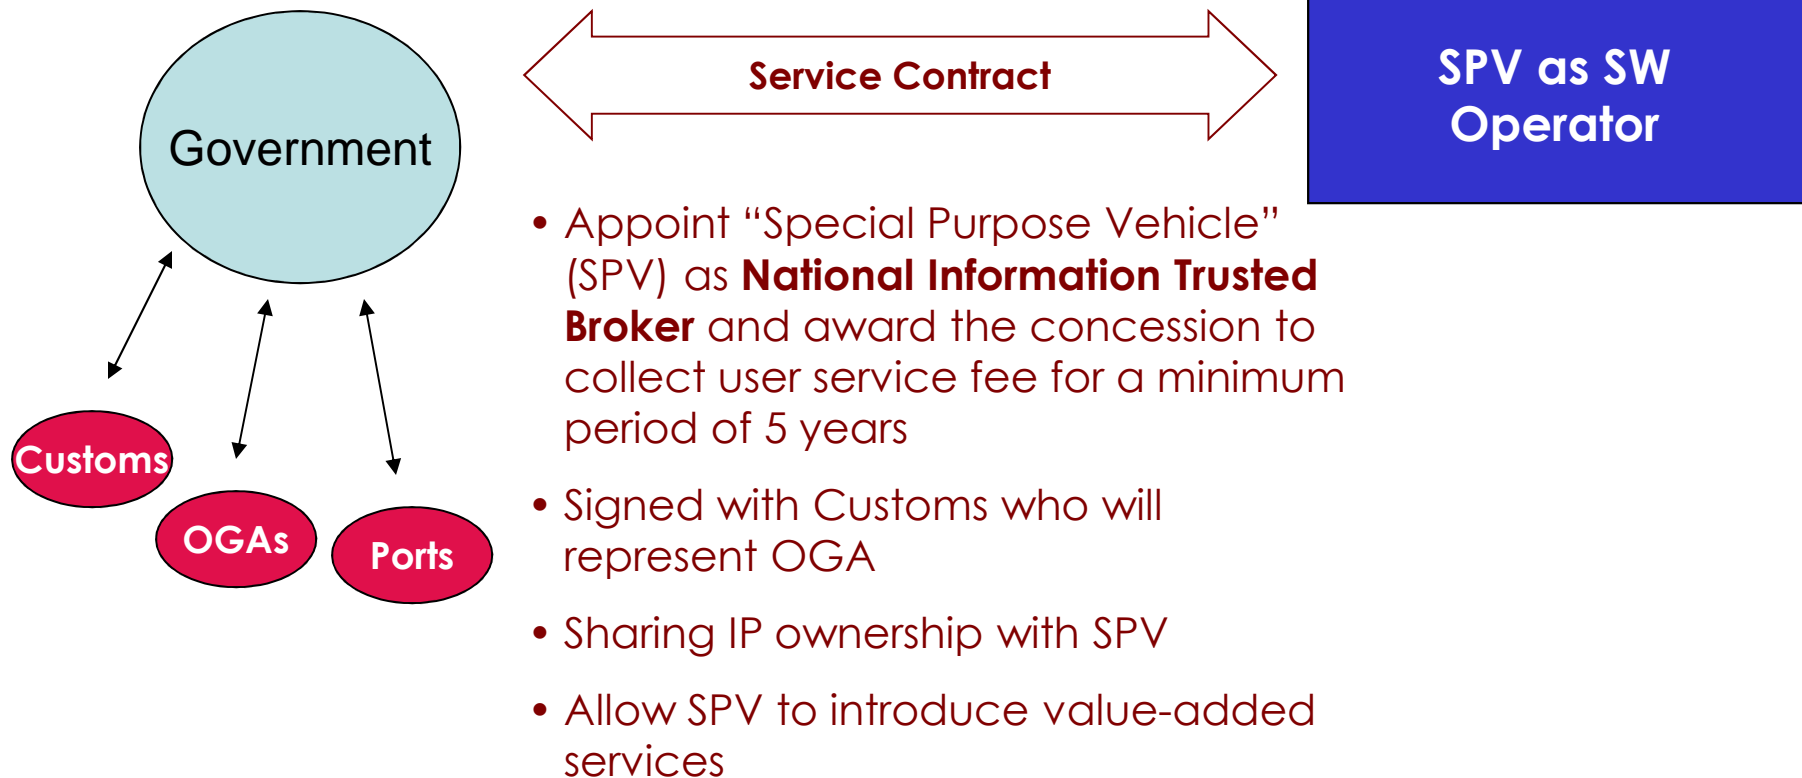 Government
Service Contract
SPV as SW
Operator
Customs
OGAs
Ports
• Appoint “Special Purpose Vehicle”
(SPV) as National Information Trusted
Broker and award the concession to
collect user service fee for a minimum
period of 5 years
• Signed with Customs who will
represent OGA
• Sharing IP ownership with SPV
• Allow SPV to introduce value-added
services